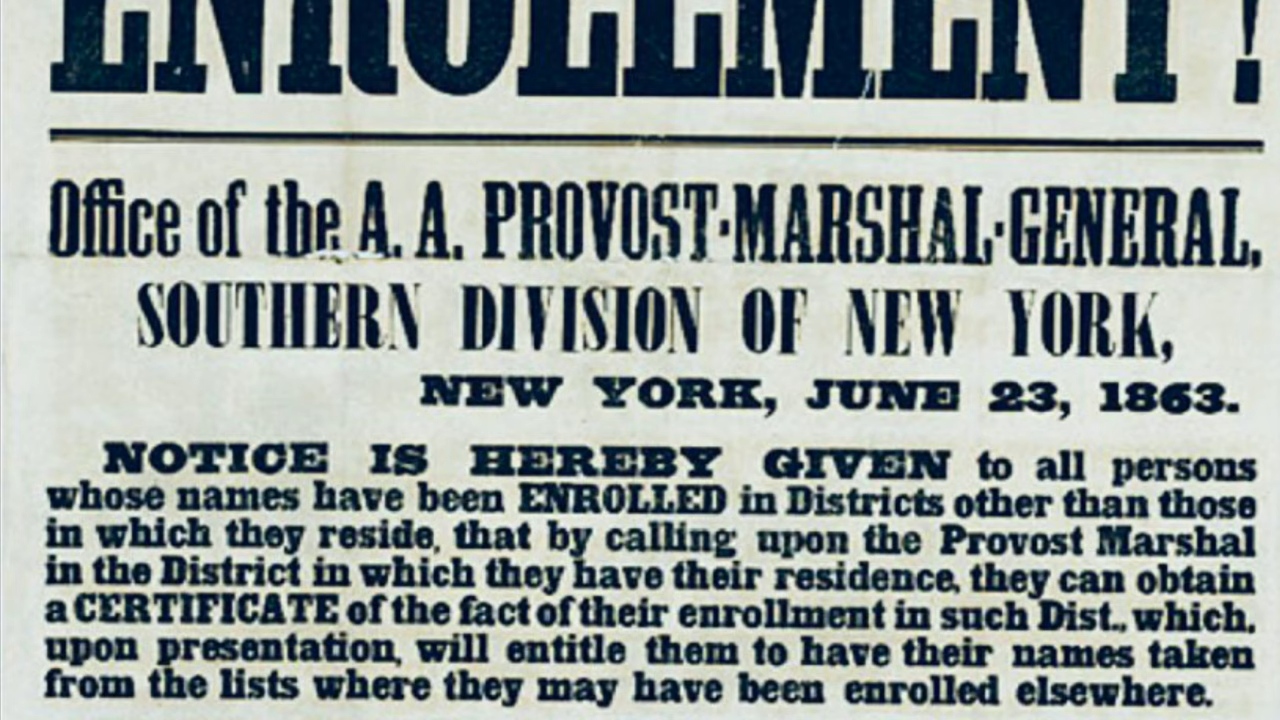 ENROLLMENT!
Office of the A. A. PROVOST-MARSHAL-GENERAL,
SOUTHERN DIVISION OF NEW YORK,
NEW YORK, JUNE 23, 1863.
NOTICE IS HEREBY GIVEN to all persons
whose names have been ENROLLED in Districts other than those
in which they reside, that by calling upon the Provost Marshal
in the District in which they have their residence, they can obtain
a CERTIFICATE of the fact of their enrollment in such Dist., which,
upon presentation, will entitle them to have their names taken
from the lists where they may have been enrolled elsewhere.